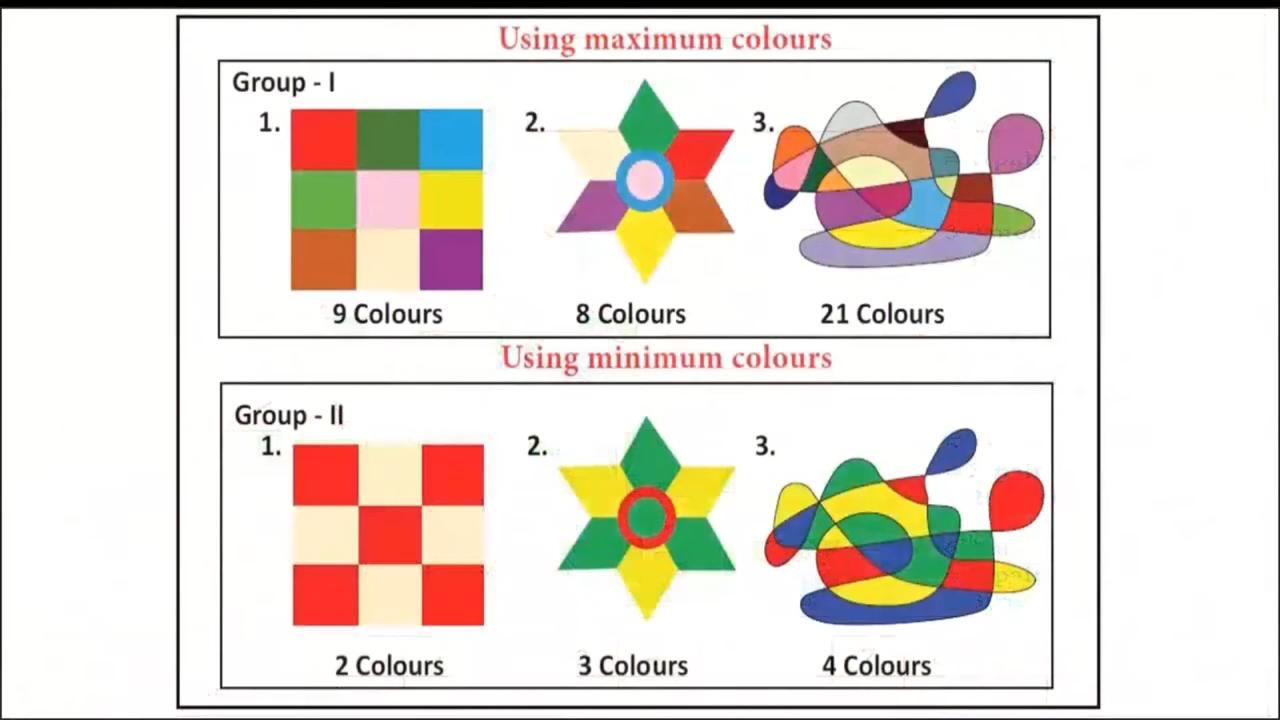 Using maximum colours
Group - I
1. 2. 3.
9 Colours 8 Colours 21 Colours
Using minimum colours
Group - II
1. 2. 3.
2 Colours 3 Colours 4 Colours